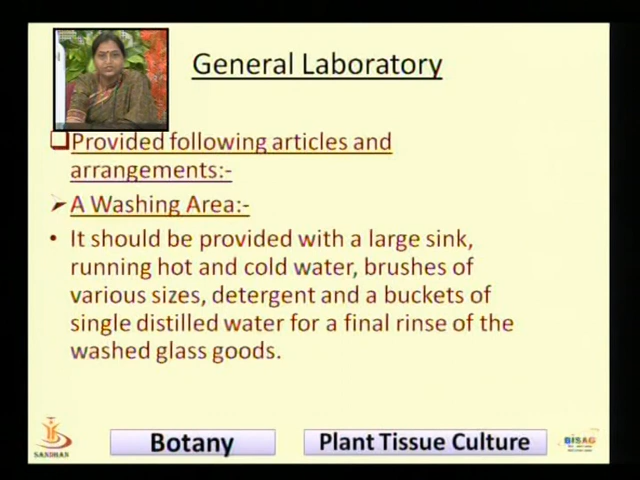 General Laboratory
Provided following articles and
arrangements:-
A Washing Area:-
• It should be provided with a large sink,
running hot and cold water, brushes of
various sizes, detergent and a buckets of
single distilled water for a final rinse of the
washed glass goods.
SANDHAN
Botany
Plant Tissue Culture
BISAG